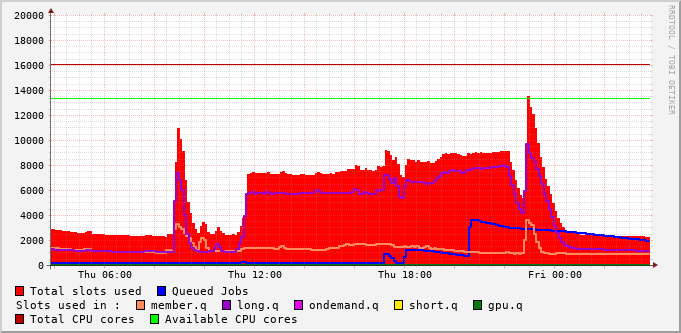 20000
18000
16000
14000
12000
10000
8000
6000
4000
2000
0
Thu 06:00 Thu 12:00 Thu 18:00 Fri 00:00
RRDTOOL / TOBI OETIKER
Total slots used Queued Jobs
Slots used in : member.q long.q ondemand.q short.q gpu.q
Total CPU cores Available CPU cores